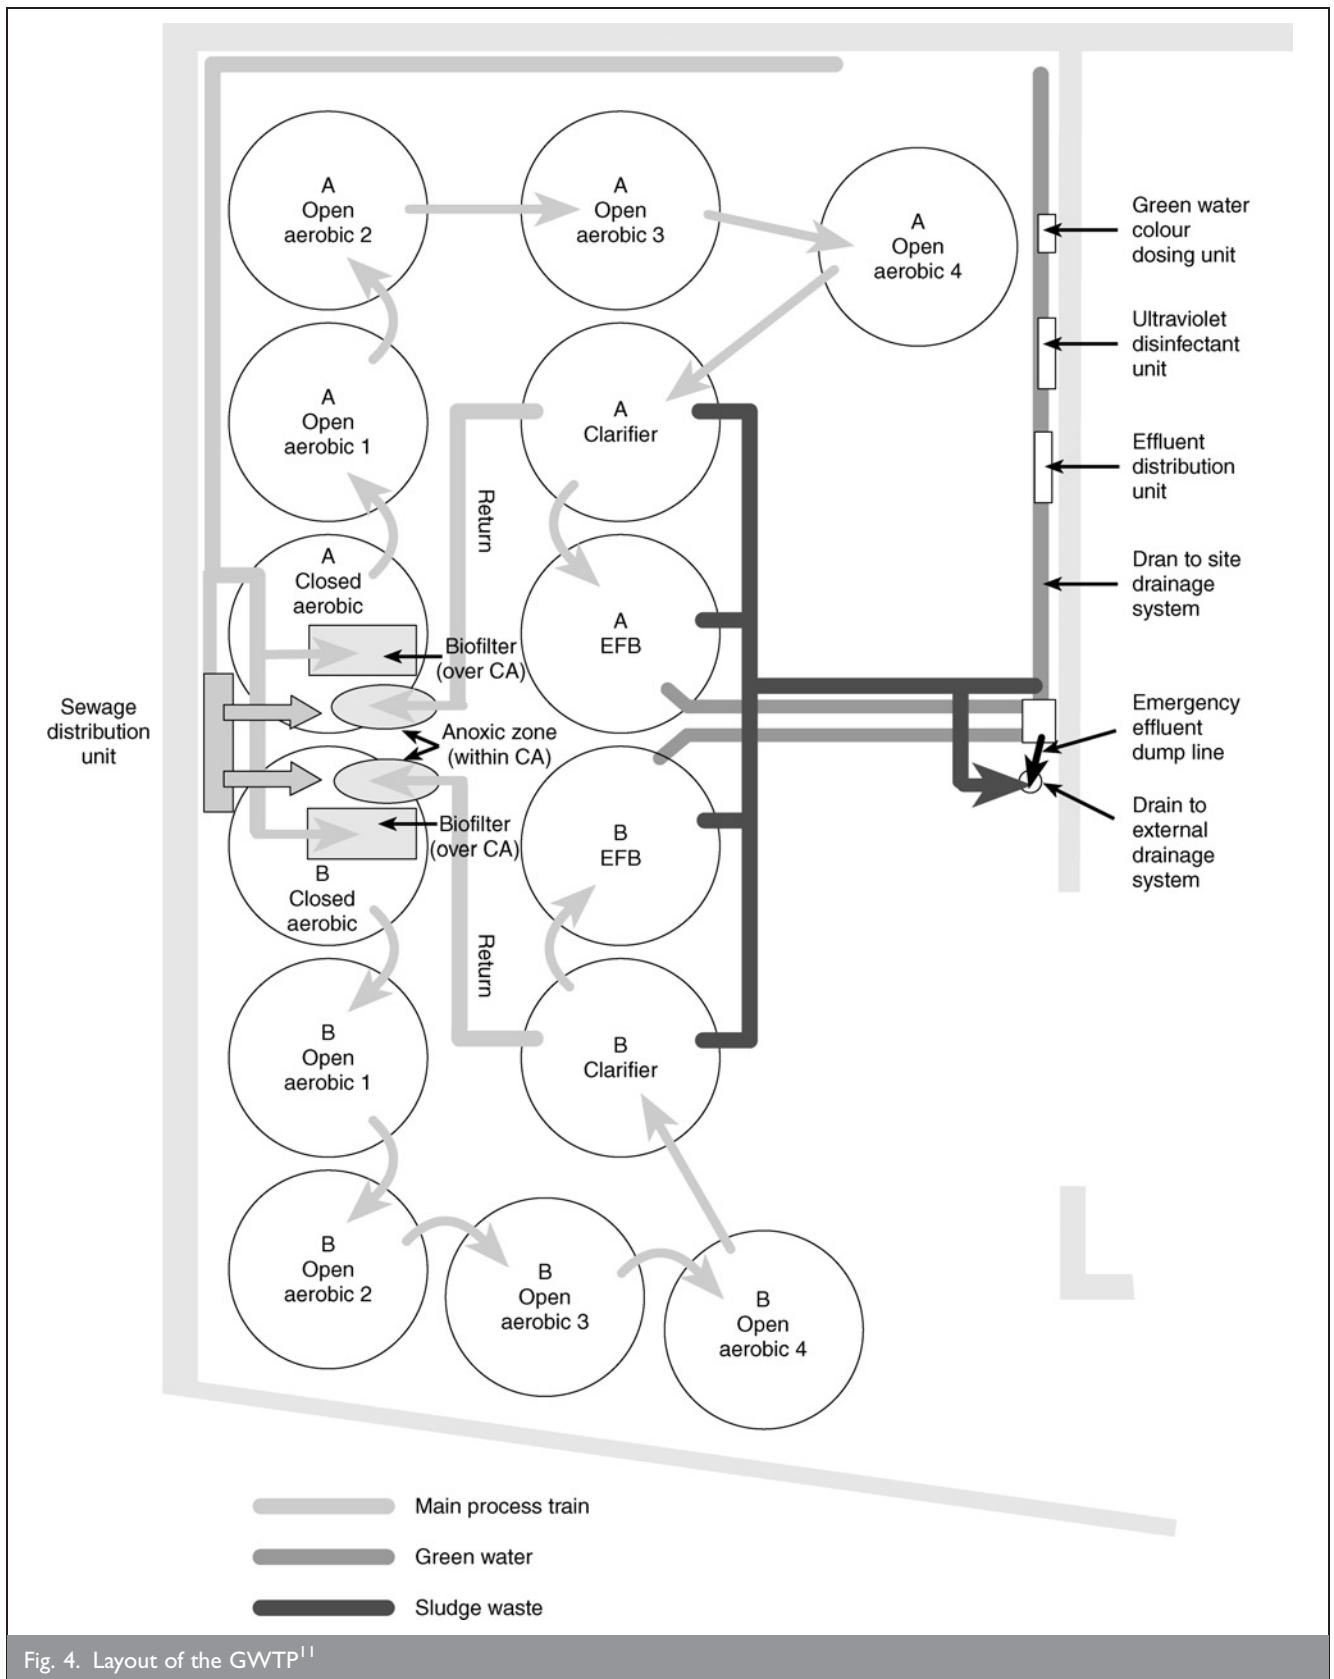 A
Open
aerobic 2
A
Open
aerobic 3
A
Open
aerobic 4
Green water
colour
dosing unit
Ultraviolet
disinfectant
unit
Effluent
distribution
unit
Dran to site
drainage
system
Emergency
effluent
dump line
Drain to
external
drainage
system
A
Open
aerobic 1
A
Clarifier
Return
A
Closed
aerobic
Biofilter
(over CA)
A
EFB
Sewage
distribution
unit
Anoxic zone
(within CA)
Biofilter
(over CA)
B
EFB
B
Closed
aerobic
Return
B
Open
aerobic 1
B
Clarifier
B
Open
aerobic 2
B
Open
aerobic 3
B
Open
aerobic 4
Main process train
Green water
Sludge waste
Fig. 4. Layout of the GWTP11